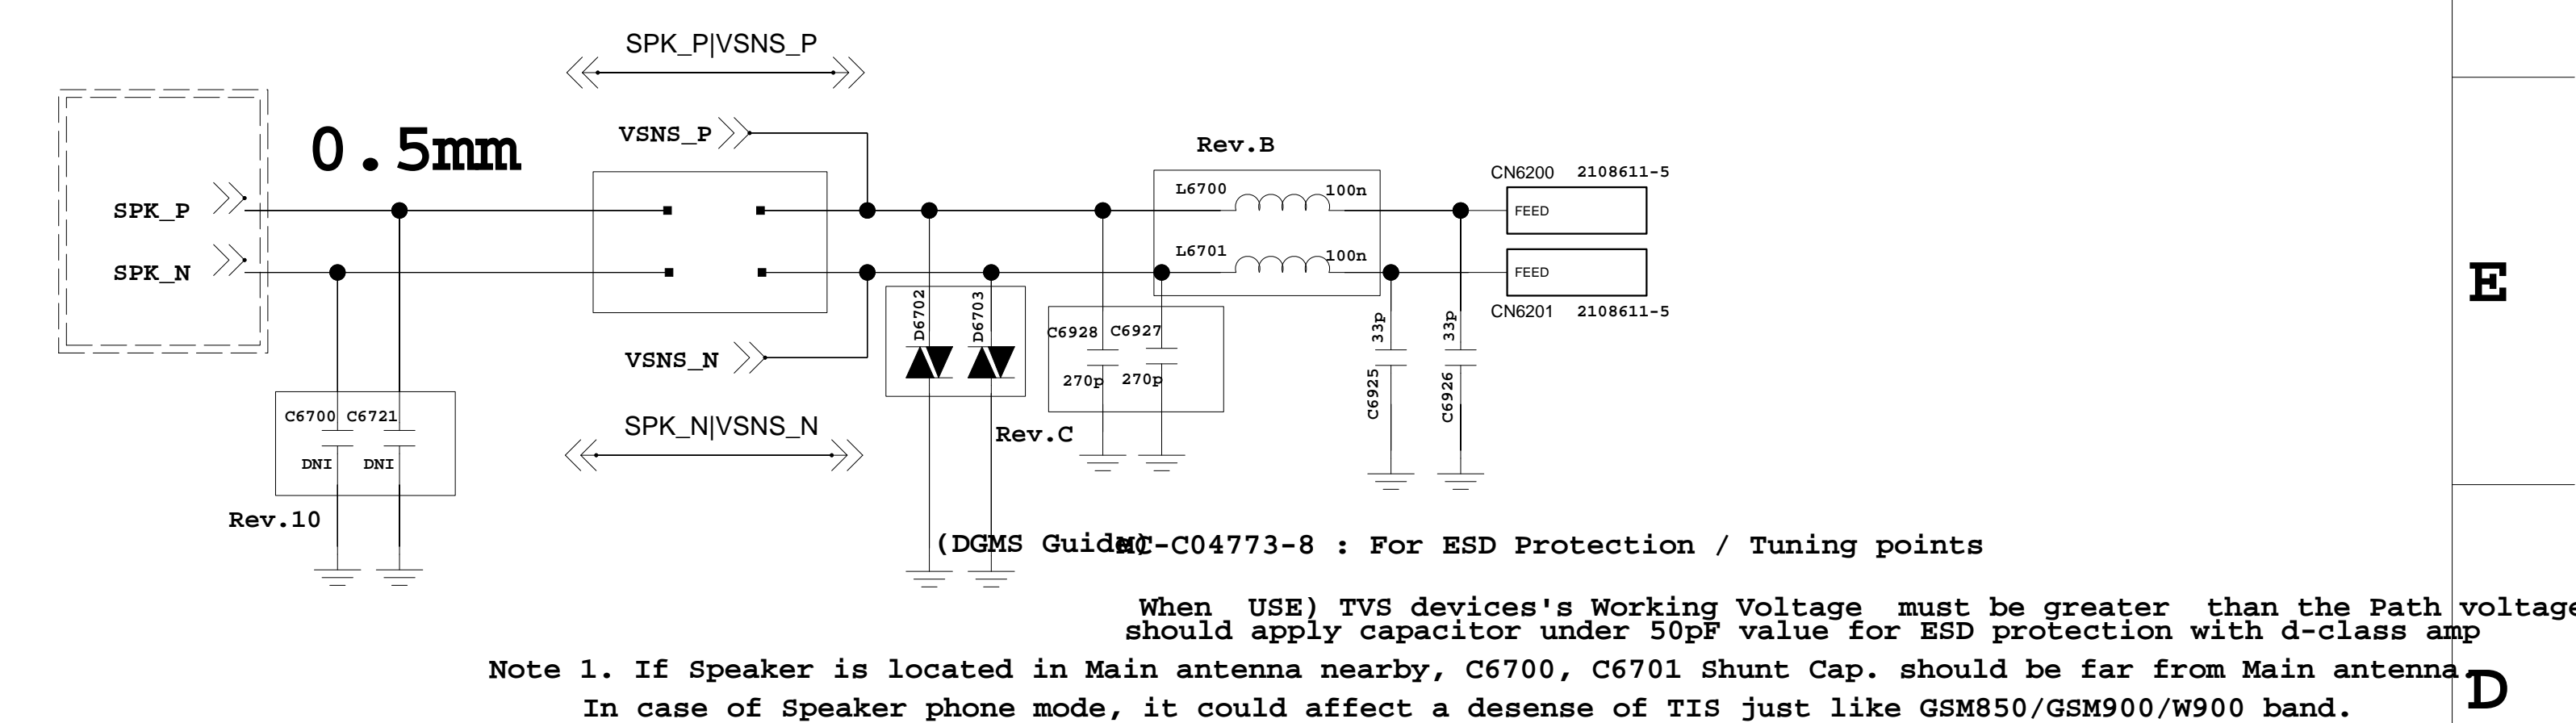 SPK_P|VSNS_P
0.5mm
VSNS_P
Rev.B
SPK_P
SPK_N
L6700 100n
L6701 100n
CN6200 2108611-5
FEED
FEED
CN6201 2108611-5
E
D6702
D6703
VSNS_N
C6928 C6927
270p 270p
33p
33p
C6925
C6926
C6700 C6721
DNI DNI
SPK_N|VSNS_N
Rev.C
Rev.10
(DGMS Guide) MC-C04773-8 : For ESD Protection / Tuning points
When USE) TVS devices's Working Voltage must be greater than the Path voltage
should apply capacitor under 50pF value for ESD protection with d-class amp
Note 1. If Speaker is located in Main antenna nearby, C6700, C6701 Shunt Cap. should be far from Main antenna.
D
In case of Speaker phone mode, it could affect a desense of TIS just like GSM850/GSM900/W900 band.